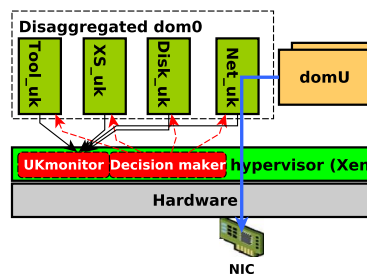 Disaggregated dom0
Tool_uk
XS_uk
Disk_uk
Net_uk
domU
UKmonitor
Decision maker
hypervisor (Xen
Hardware
NIC